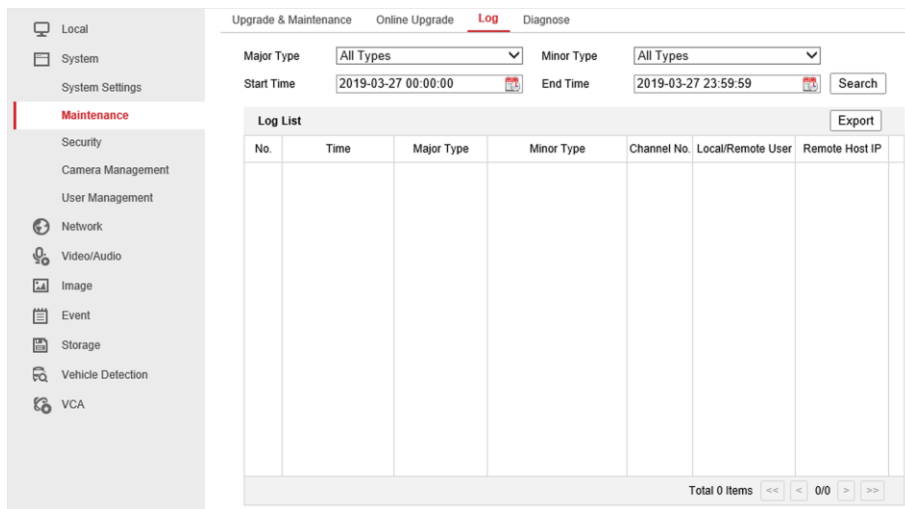 Local
System
System Settings
Maintenance
Security
Camera Management
User Management
Network
Video/Audio
Image
Event
Storage
Vehicle Detection
VCA
Upgrade & Maintenance Online Upgrade Log Diagnose
Major Type All Types Minor Type All Types
Start Time 2019-03-27 00:00:00 End Time 2019-03-27 23:59:59 Search
Log List Export
No. Time Major Type Minor Type Channel No. Local/Remote User Remote Host IP
Total 0 Items << < 0/0 > >>